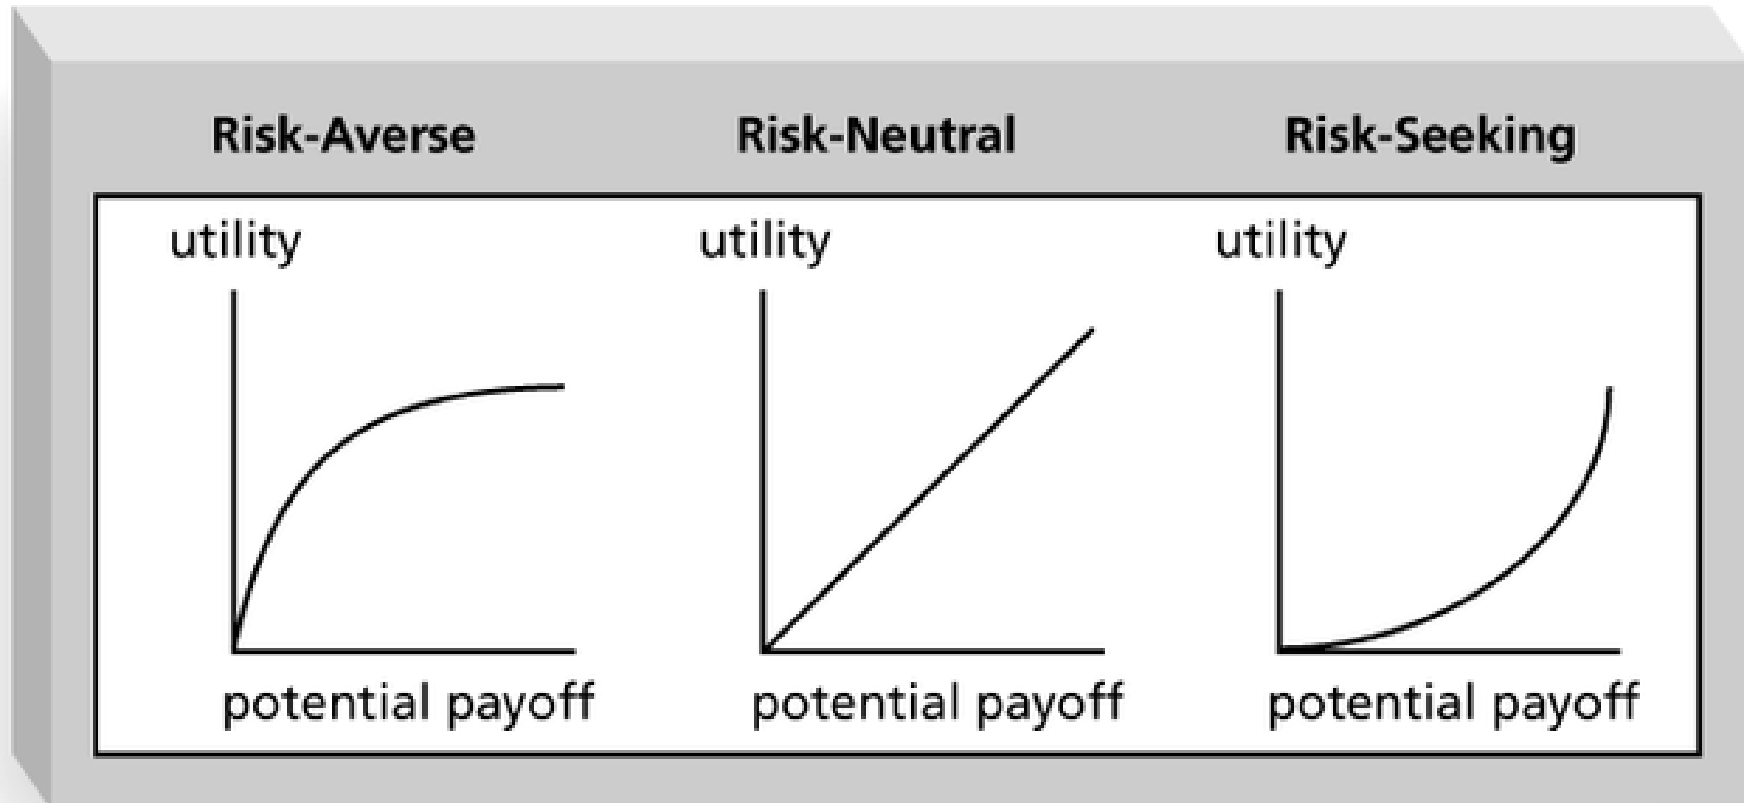 Risk-Averse
Risk-Neutral
Risk-Seeking
utility
utility
utility
potential payoff
potential payoff
potential payoff